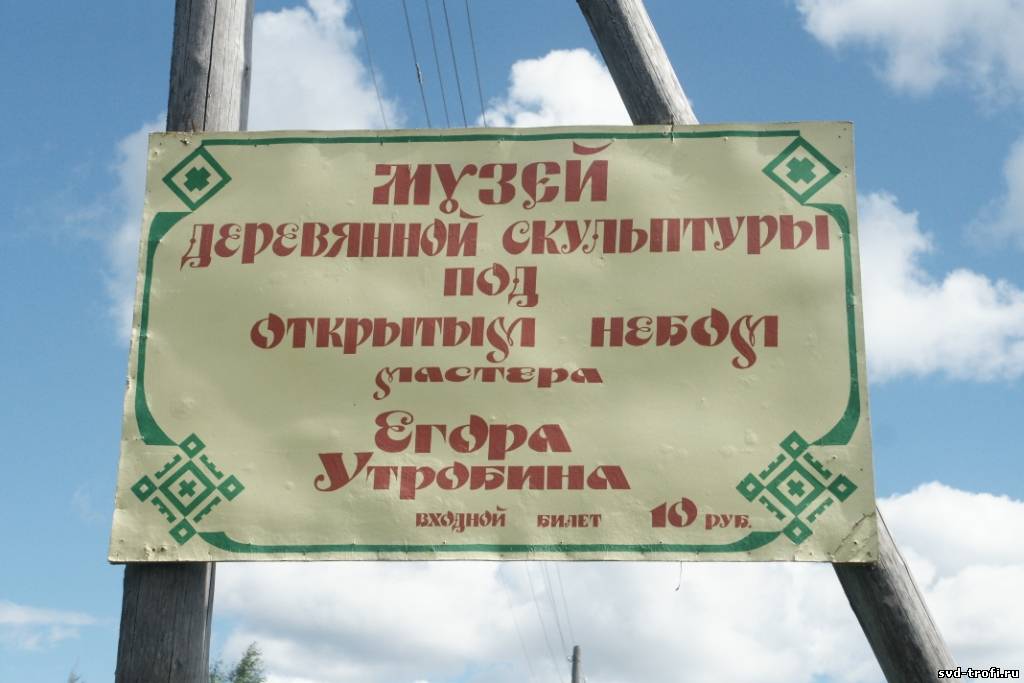 МУЗЕЙ
ДЕРЕВЯННОЙ СКУЛЬПТУРЫ
ПОД
ОТКРЫТЫМ НЕБОМ
МАСТЕРА
ЕГОРА
УТРОБИНА
ВХОДНОЙ БИЛЕТ 10 РУБ.
svd-trofi.ru